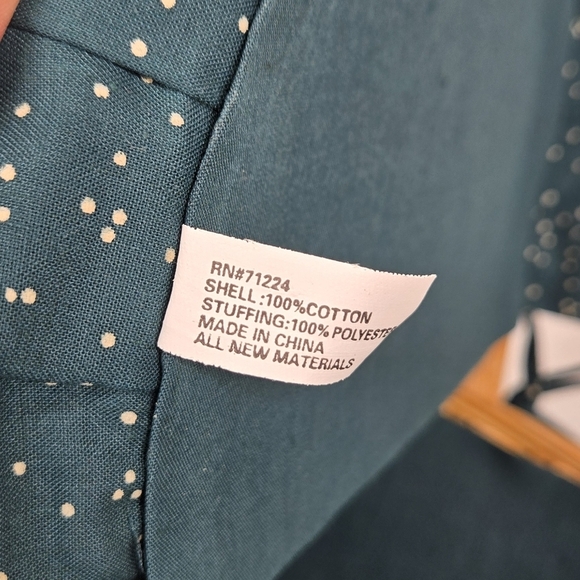 RN#71224
SHELL:100%COTTON
STUFFING:100% POLYESTER
MADE IN CHINA
ALL NEW MATERIALS